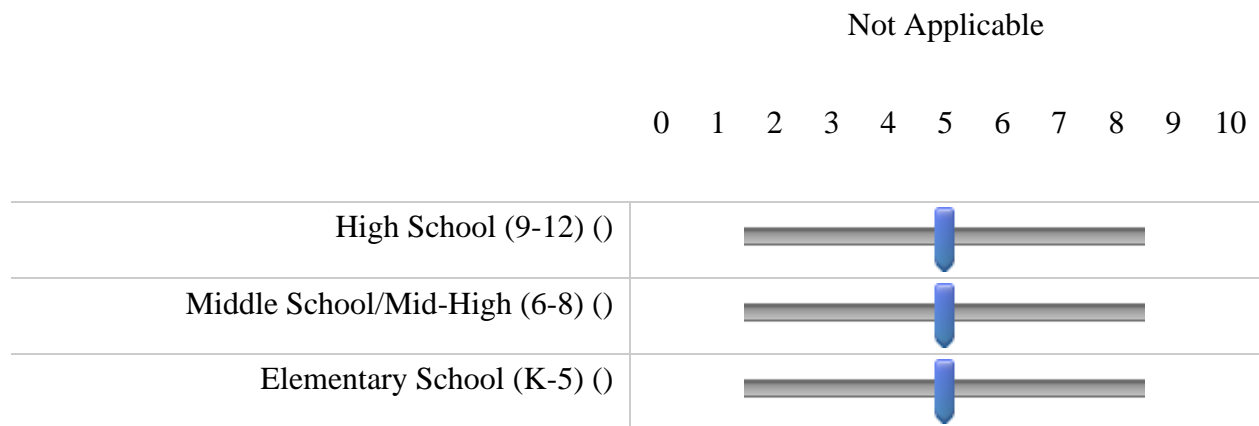 Not Applicable
0 1 2 3 4 5 6 7 8 9 10
High School (9-12) ()
Middle School/Mid-High (6-8) ()
Elementary School (K-5) ()